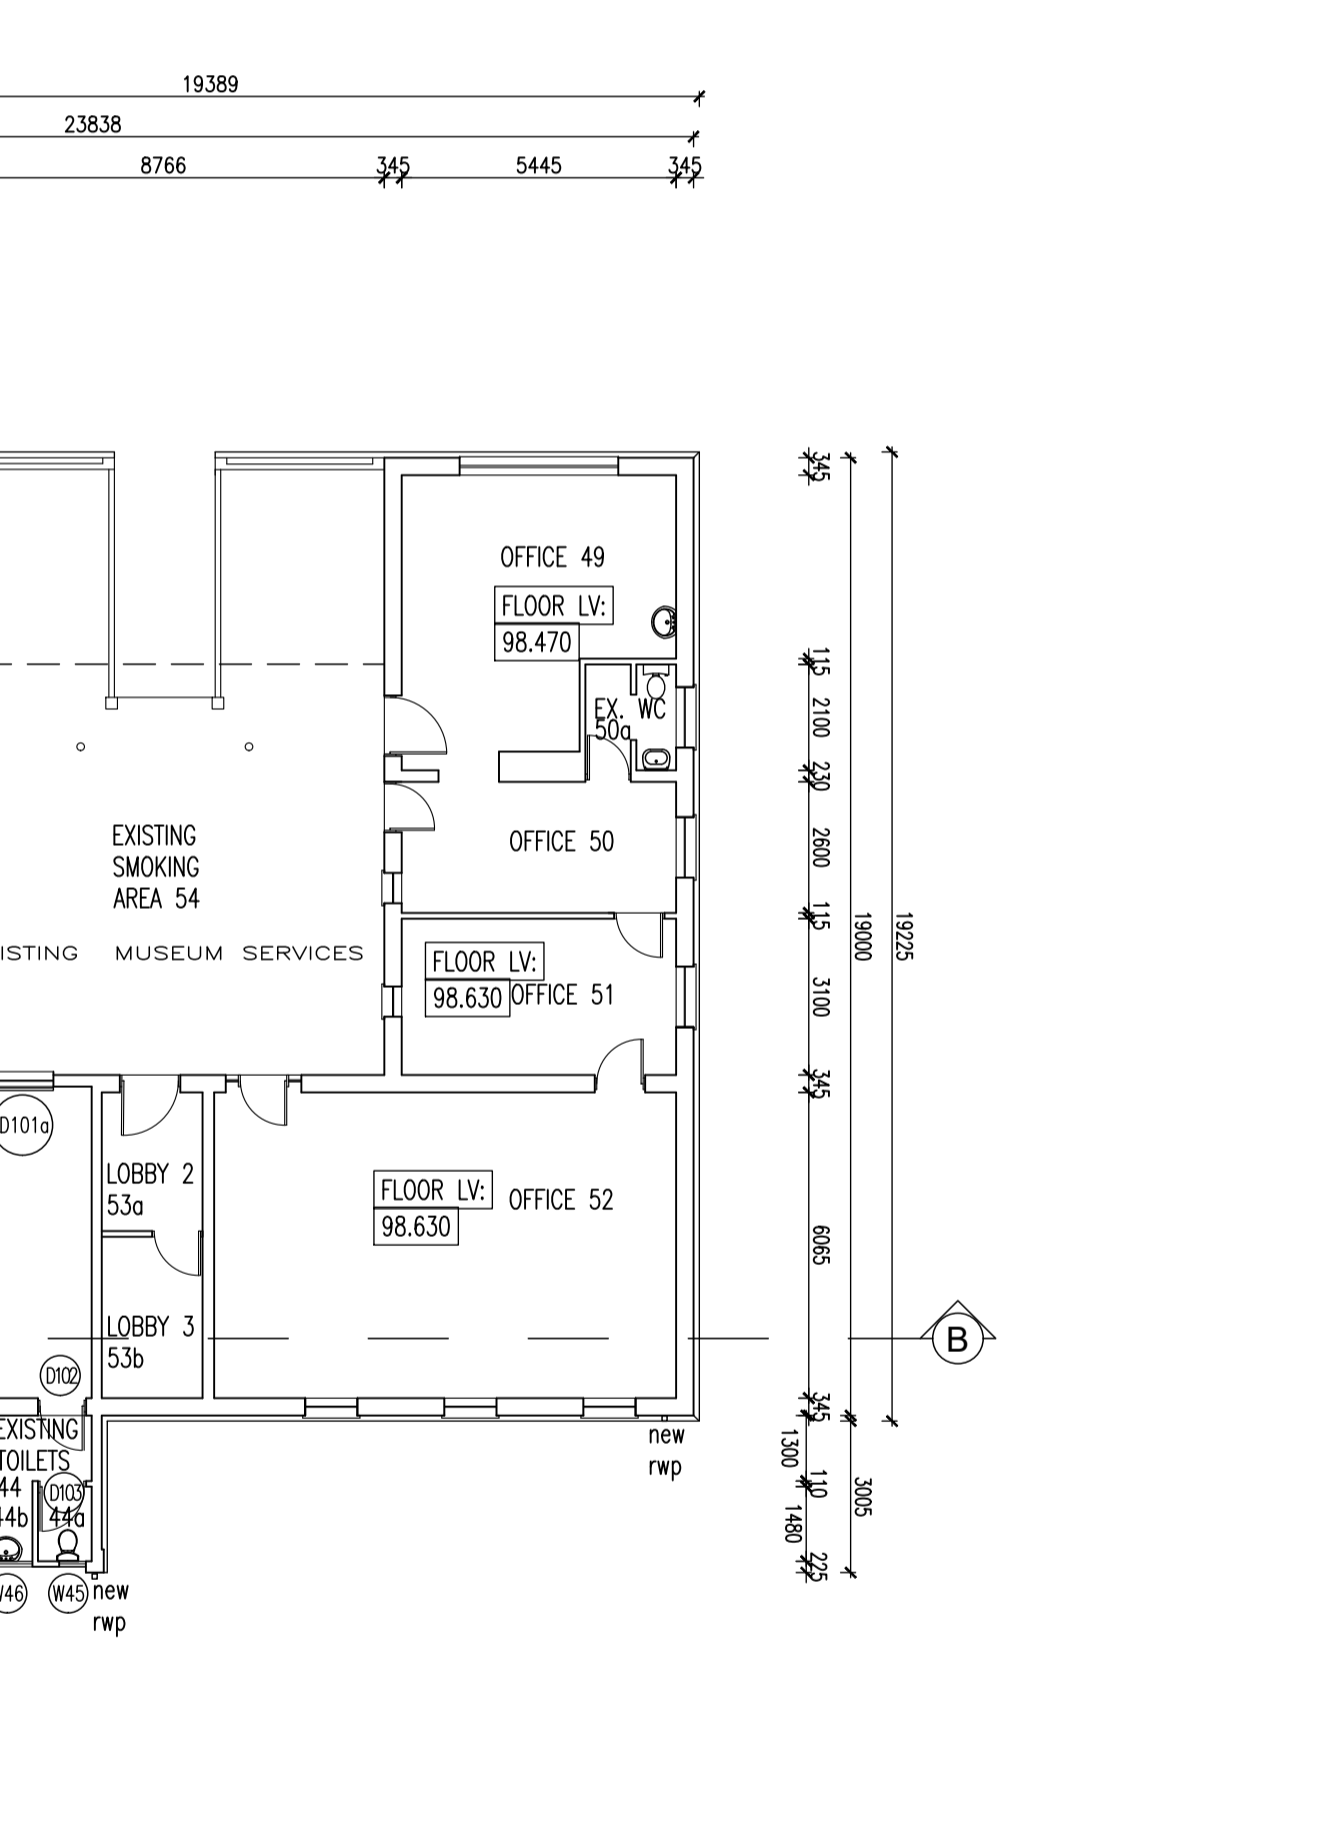 19389
23838
8766
345
5445
345
345
OFFICE 49
FLOOR LV:
98.470
115
EX. WC
50a
2100
230
EXISTING
SMOKING
AREA 54
OFFICE 50
2600
115
19000
19225
ISTING MUSEUM SERVICES
FLOOR LV:
98.630
OFFICE 51
3100
345
D101a
LOBBY 2
53a
FLOOR LV:
98.630
OFFICE 52
6065
LOBBY 3
53b
B
D102
345
EXISTING
TOILETS
44
44b
D103
44a
new
rwp
1300
110
3005
1480
225
W46
W45
new
rwp